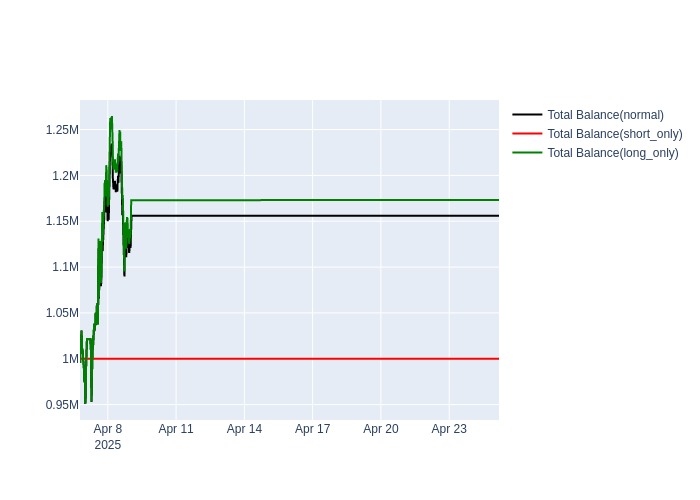 1.25M
1.2M
1.15M
1.1M
1.05M
1M
0.95M
Apr 8
2025
Apr 11
Apr 14
Apr 17
Apr 20
Apr 23
Total Balance(normal)
Total Balance(short_only)
Total Balance(long_only)